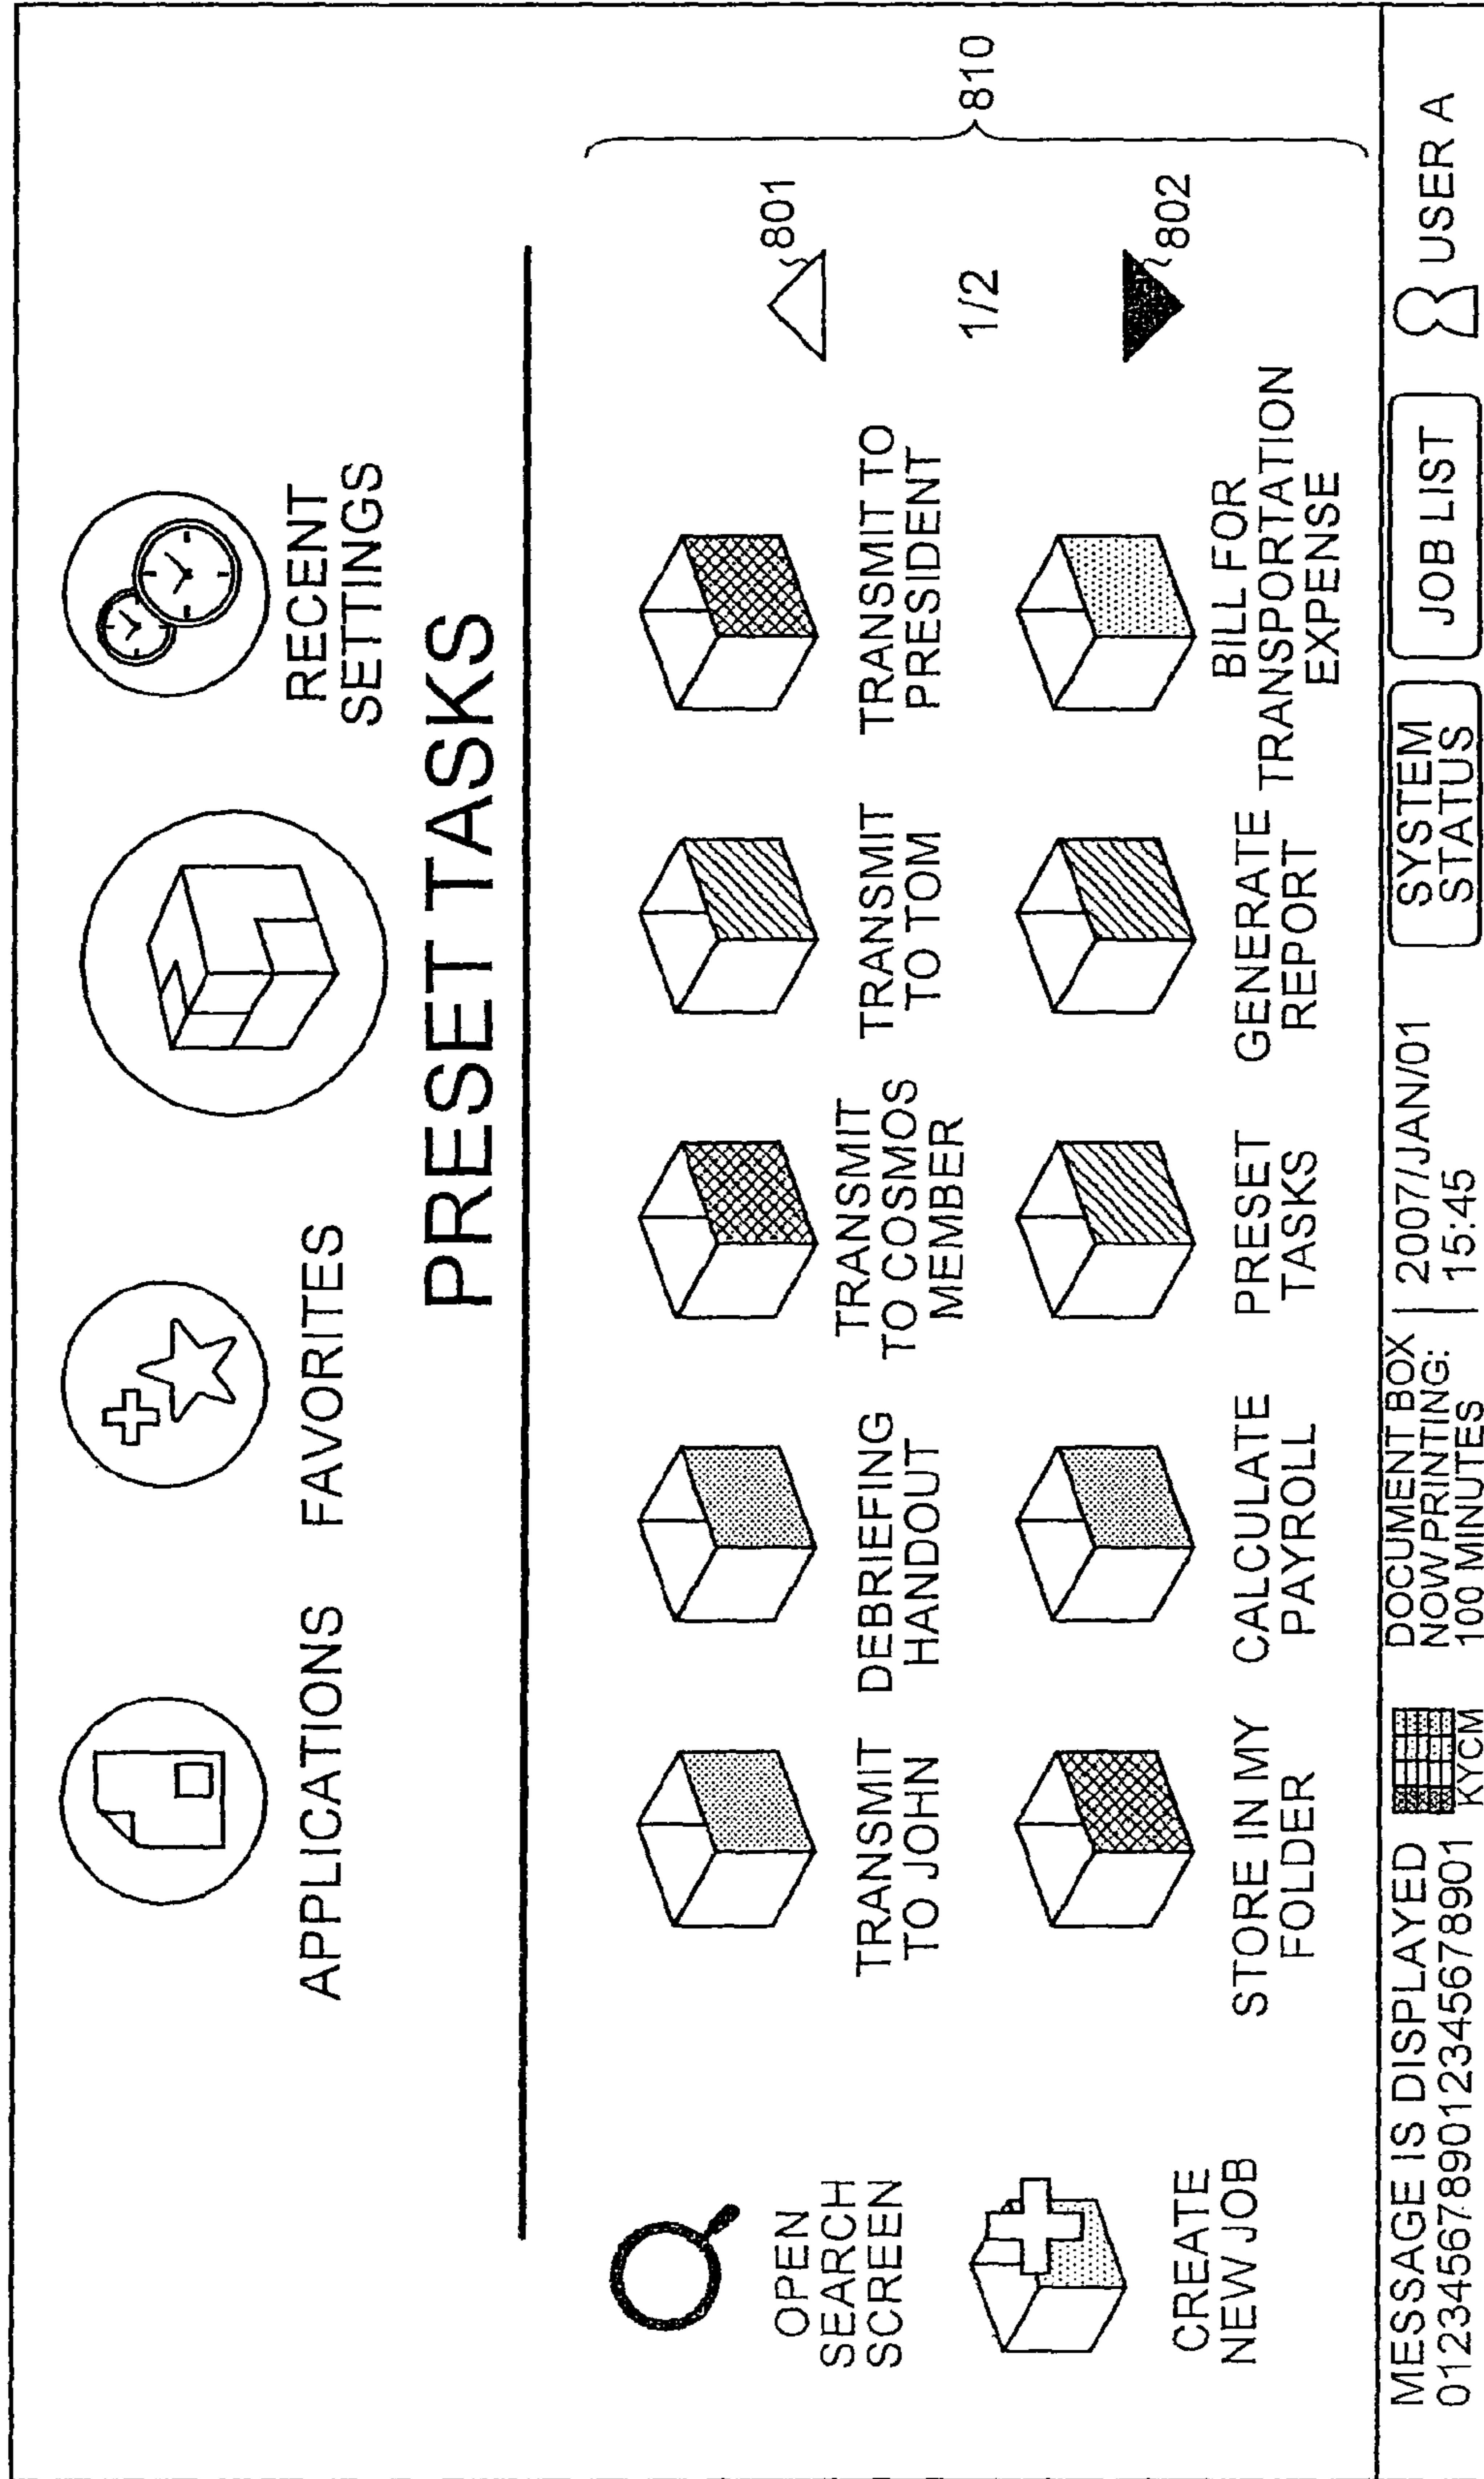 APPLICATIONS
FAVORITES
RECENT
SETTINGS
PRESET TASKS
OPEN
SEARCH
SCREEN
CREATE
NEW JOB
TRANSMIT
TO JOHN
DEBRIEFING
HANDOUT
TRANSMIT
TO COSMOS
MEMBER
TRANSMIT
TO TOM
TRANSMIT TO
PRESIDENT
801
1/2
802
810
STORE IN MY
FOLDER
CALCULATE
PAYROLL
PRESET
TASKS
GENERATE
REPORT
BILL FOR
TRANSPORTATION
EXPENSE
MESSAGE IS DISPLAYED
0123456789012345678901
KYCM
DOCUMENT BOX
NOW PRINTING:
100 MINUTES
2007/JAN/01
15:45
SYSTEM
STATUS
JOB LIST
USER A